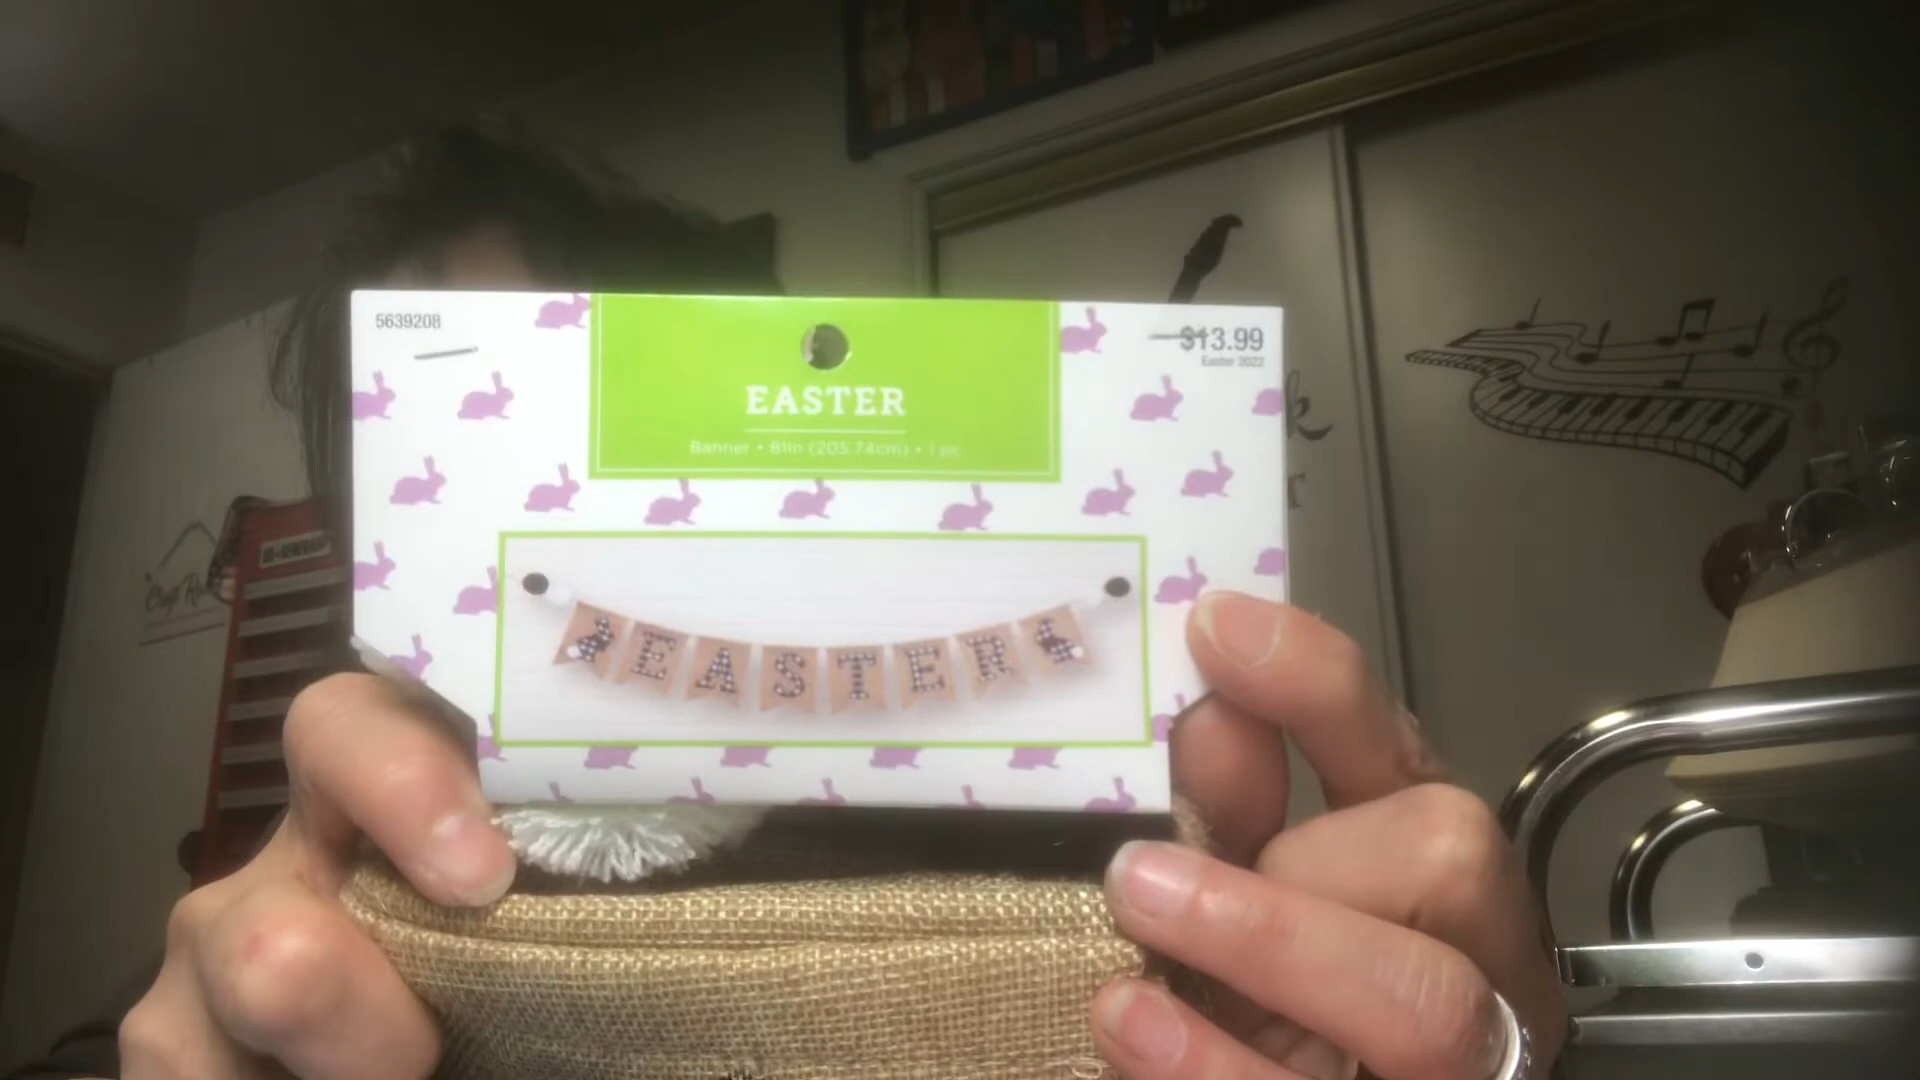 5639208
$13.99
Easter 2022
EASTER
Banner • 81in (205.74cm) • 1 pc
EASTER
k
r